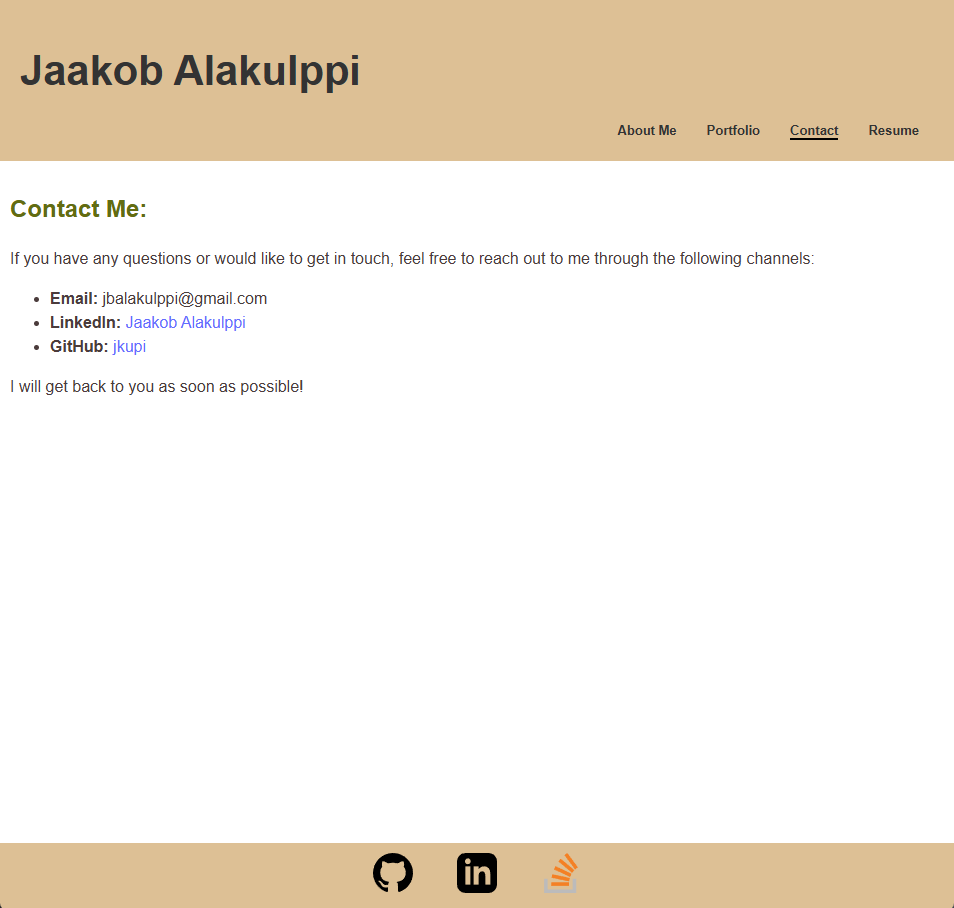 Jaakob Alakulppi
About Me Portfolio Contact Resume
Contact Me:
If you have any questions or would like to get in touch, feel free to reach out to me through the following channels:
• Email: jbalakulppi@gmail.com
• LinkedIn: Jaakob Alakulppi
• GitHub: jkupi
I will get back to you as soon as possible!
in